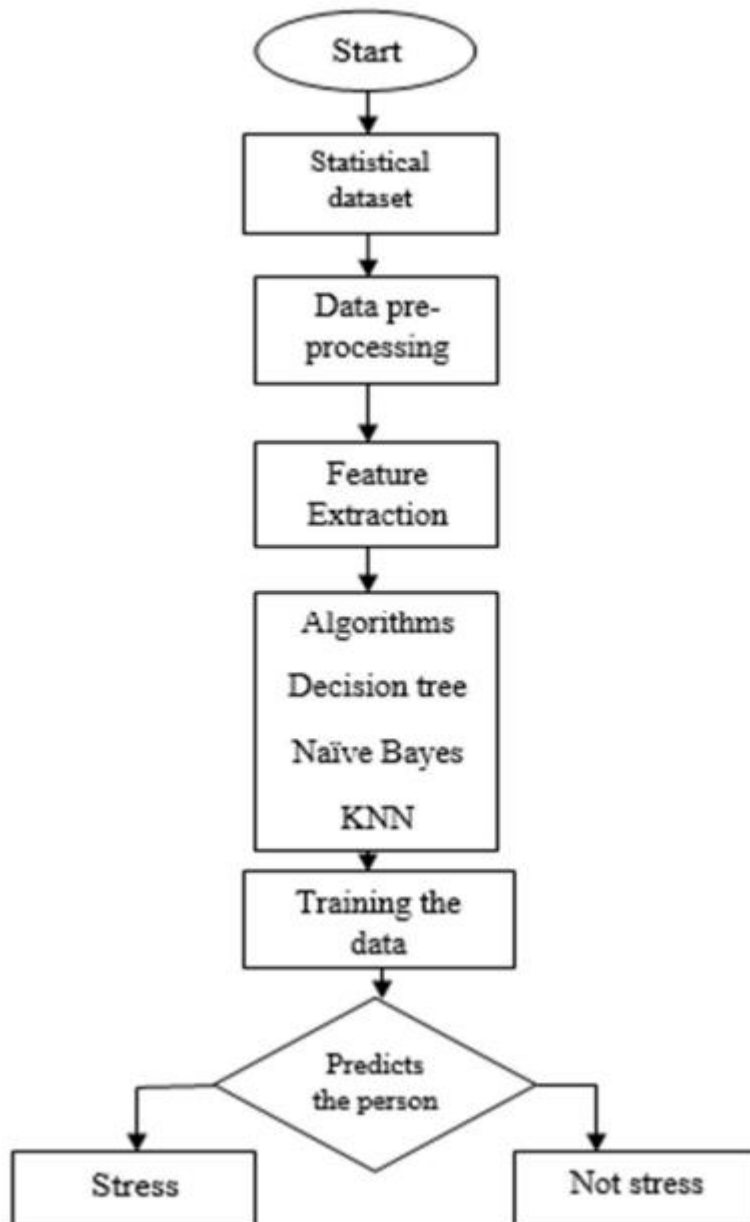 Start
Statistical
dataset
Data pre-
processing
Feature
Extraction
Algorithms
Decision tree
Naïve Bayes
KNN
Training the
data
Predicts
the person
Stress
Not stress